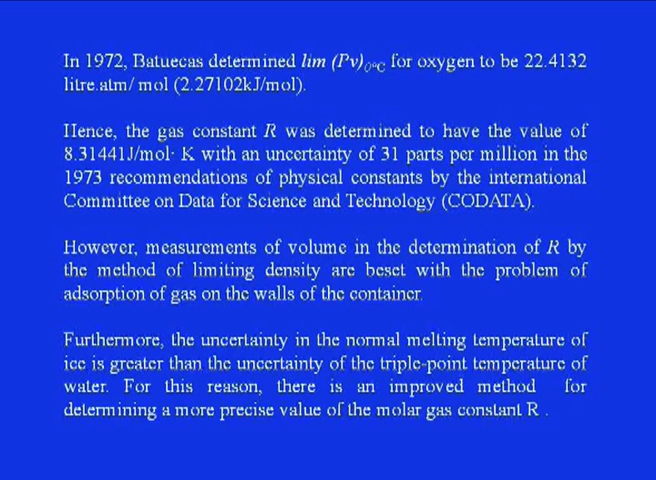 In 1972, Batuecas determined lim (Pv)0°C for oxygen to be 22.4132
litre.atm/ mol (2.27102kJ/mol).
Hence, the gas constant R was determined to have the value of
8.31441J/mol· K with an uncertainty of 31 parts per million in the
1973 recommendations of physical constants by the international
Committee on Data for Science and Technology (CODATA).
However, measurements of volume in the determination of R by
the method of limiting density are beset with the problem of
adsorption of gas on the walls of the container.
Furthermore, the uncertainty in the normal melting temperature of
ice is greater than the uncertainty of the triple-point temperature of
water. For this reason, there is an improved method for
determining a more precise value of the molar gas constant R .